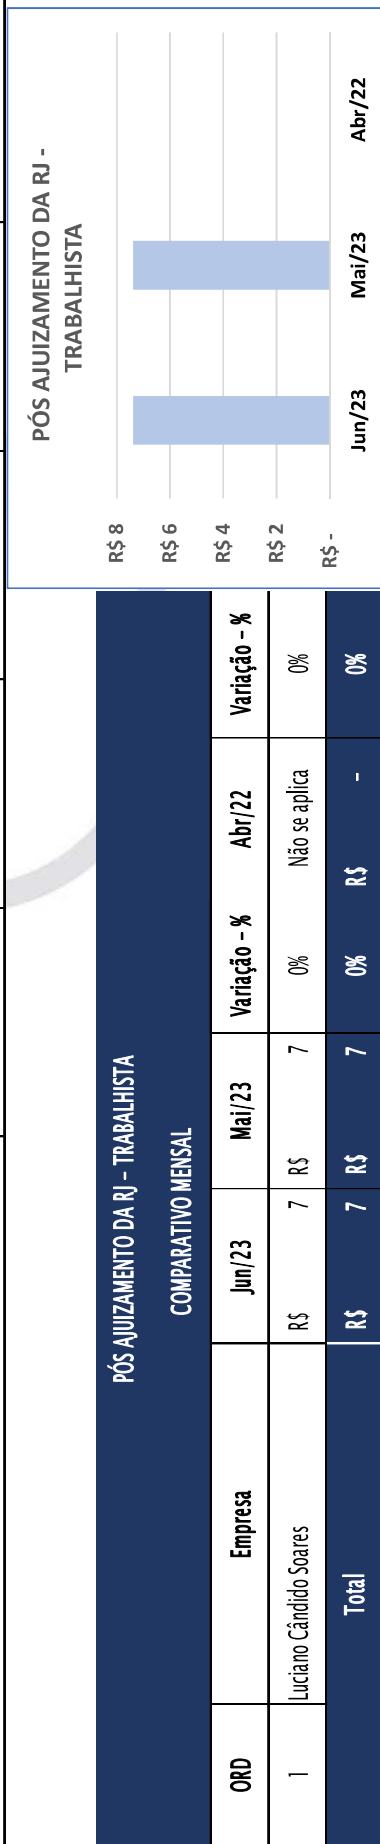 PÓS AJUIZAMENTO DA RJ – TRABALHISTA
COMPARATIVO MENSAL
ORD Empresa Jun/23 Mai/23 Variação – % Abr/22 Variação – %
1 Luciano Cândido Soares R$ 7 R$ 7 0% Não se aplica 0%
Total R$ 7 R$ 7 0% R$ – 0%
PÓS AJUIZAMENTO DA RJ -
TRABALHISTA
R$ 8
R$ 6
R$ 4
R$ 2
R$ -
Jun/23 Mai/23 Abr/22